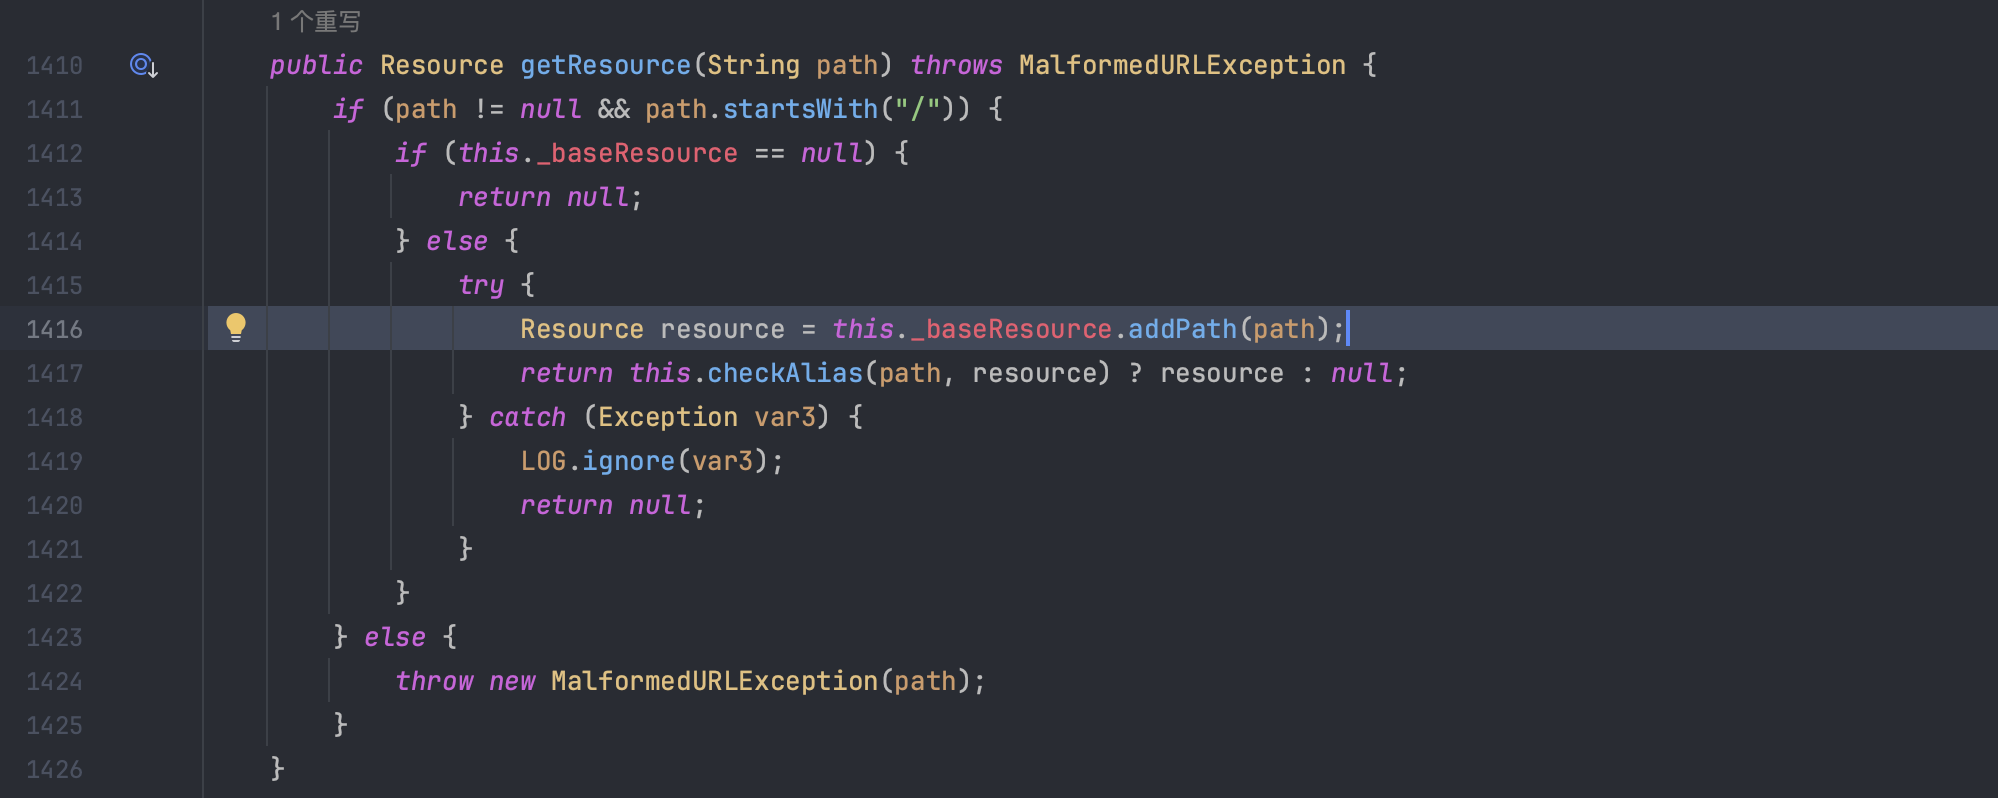 1 个重写
1410 public Resource getResource(String path) throws MalformedURLException {
1411 if (path != null && path.startsWith("/")) {
1412 if (this._baseResource == null) {
1413 return null;
1414 } else {
1415 try {
1416 Resource resource = this._baseResource.addPath(path);
1417 return this.checkAlias(path, resource) ? resource : null;
1418 } catch (Exception var3) {
1419 LOG.ignore(var3);
1420 return null;
1421 }
1422 }
1423 } else {
1424 throw new MalformedURLException(path);
1425 }
1426 }